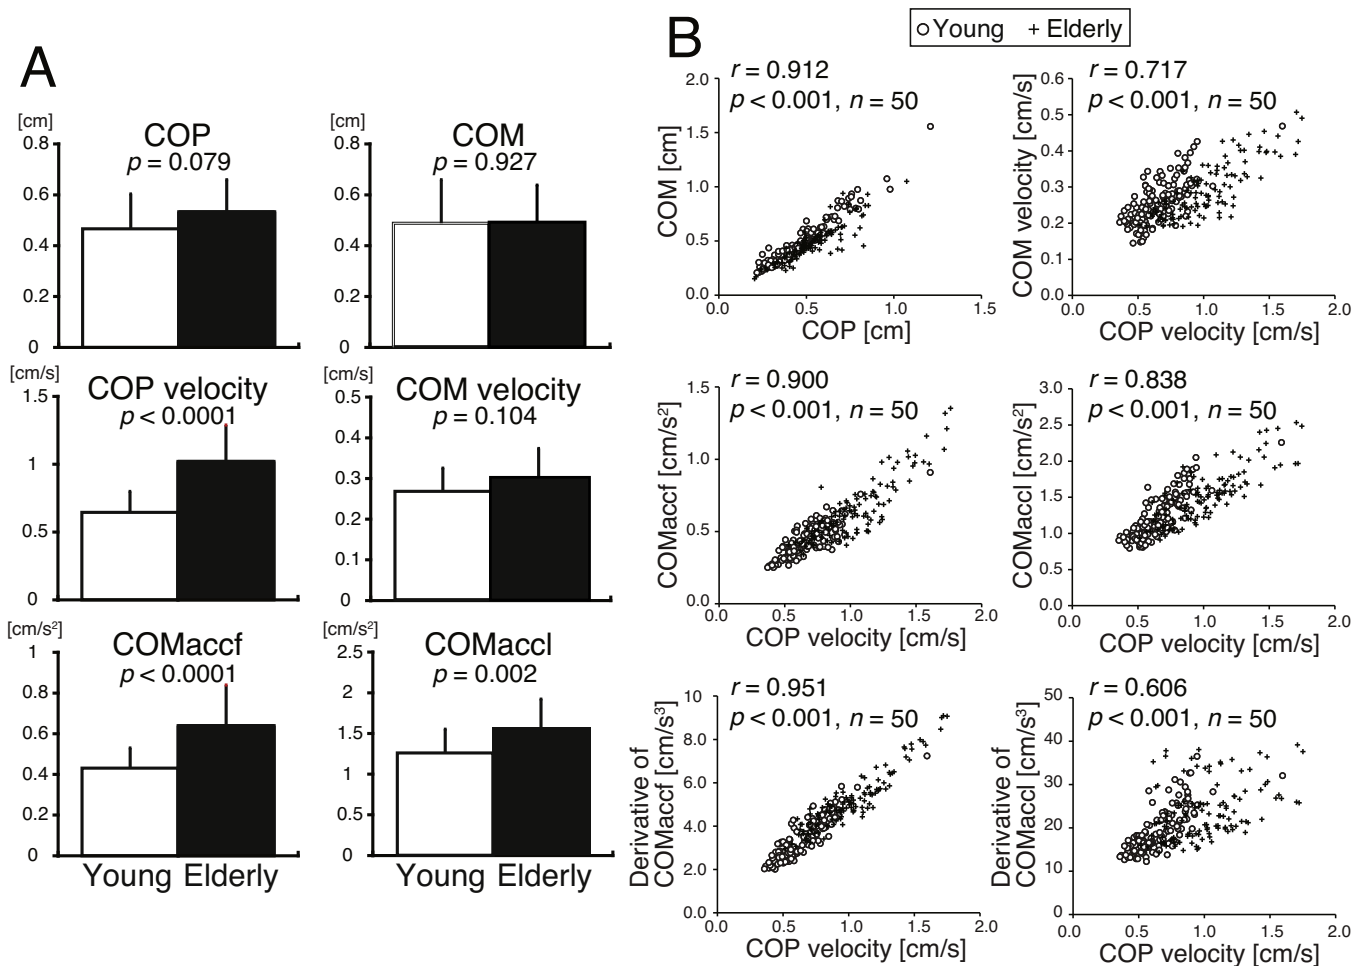 A
[cm]
COP
p = 0.079
0.8
0.6
0.4
0.2
0
[cm]
COM
p = 0.927
0.8
0.6
0.4
0.2
0
[cm/s]
COP velocity
p < 0.0001
1.5
1
0.5
0
[cm/s]
COM velocity
p = 0.104
0.5
0.4
0.3
0.2
0.1
0
[cm/s²]
COMaccf
p < 0.0001
1
0.8
0.6
0.4
0.2
0
Young Elderly
[cm/s²]
COMaccl
p = 0.002
2.5
2
1.5
1
0.5
0
Young Elderly
B
Young + Elderly
r = 0.912
p < 0.001, n = 50
COM [cm]
2.0
1.5
1.0
0.5
0.0
0.5 1.0 1.5
COP [cm]
r = 0.717
p < 0.001, n = 50
COM velocity [cm/s]
0.6
0.5
0.4
0.3
0.2
0.1
0.0
0.0 0.5 1.0 1.5 2.0
COP velocity [cm/s]
r = 0.900
p < 0.001, n = 50
COMaccf [cm/s²]
1.5
1.0
0.5
0.0
0.5 1.0 1.5 2.0
COP velocity [cm/s]
r = 0.838
p < 0.001, n = 50
COMaccl [cm/s²]
3.0
2.5
2.0
1.5
1.0
0.5
0.0
0.0 0.5 1.0 1.5 2.0
COP velocity [cm/s]
r = 0.951
p < 0.001, n = 50
Derivative of
COMaccf [cm/s³]
10
8.0
6.0
4.0
2.0
0.0
0.0 0.5 1.0 1.5 2.0
COP velocity [cm/s]
r = 0.606
p < 0.001, n = 50
Derivative of
COMaccl [cm/s³]
50
40
30
20
10
0
0.0 0.5 1.0 1.5 2.0
COP velocity [cm/s]